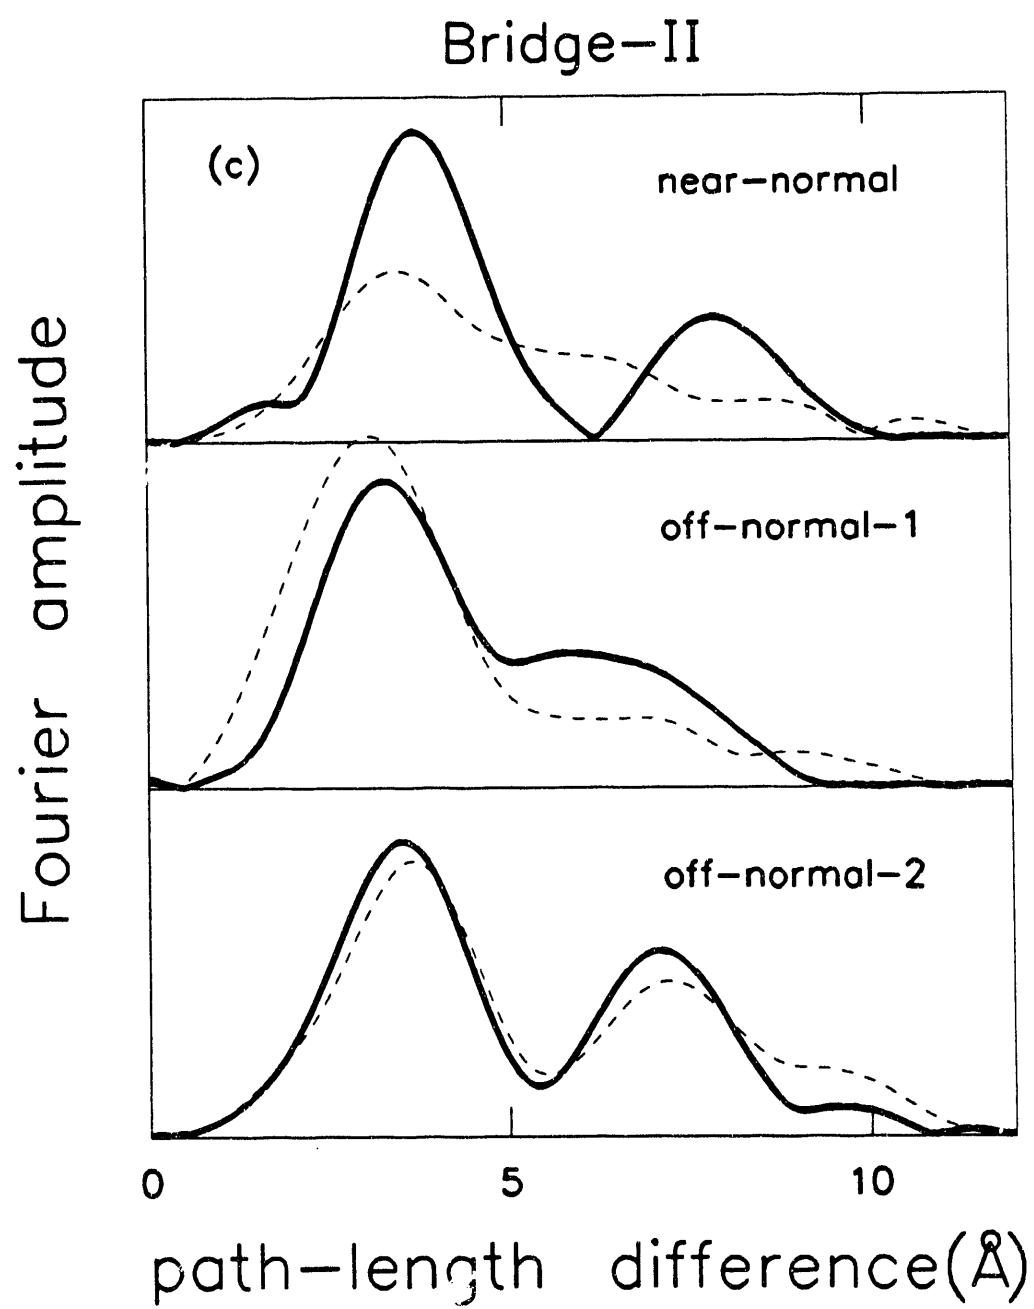 Bridge-II
(c)
near-normal
off-normal-1
off-normal-2
Fourier amplitude
0 5 10
path-length difference(Å)